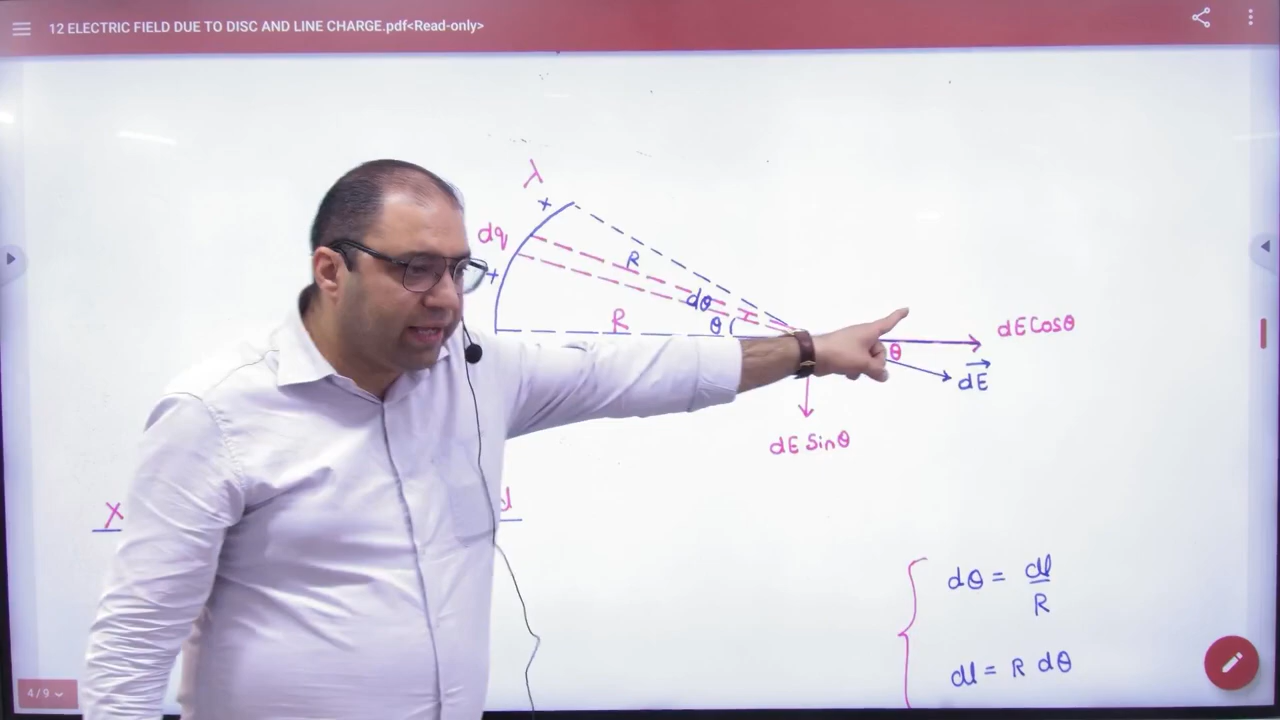 12 ELECTRIC FIELD DUE TO DISC AND LINE CHARGE.pdf<Read-only>
λ
+
dq
+
R
dθ
θ
R
dE Cosθ
θ
dE
dE Sinθ
X
dθ = dl/R
dl = R dθ
4/9